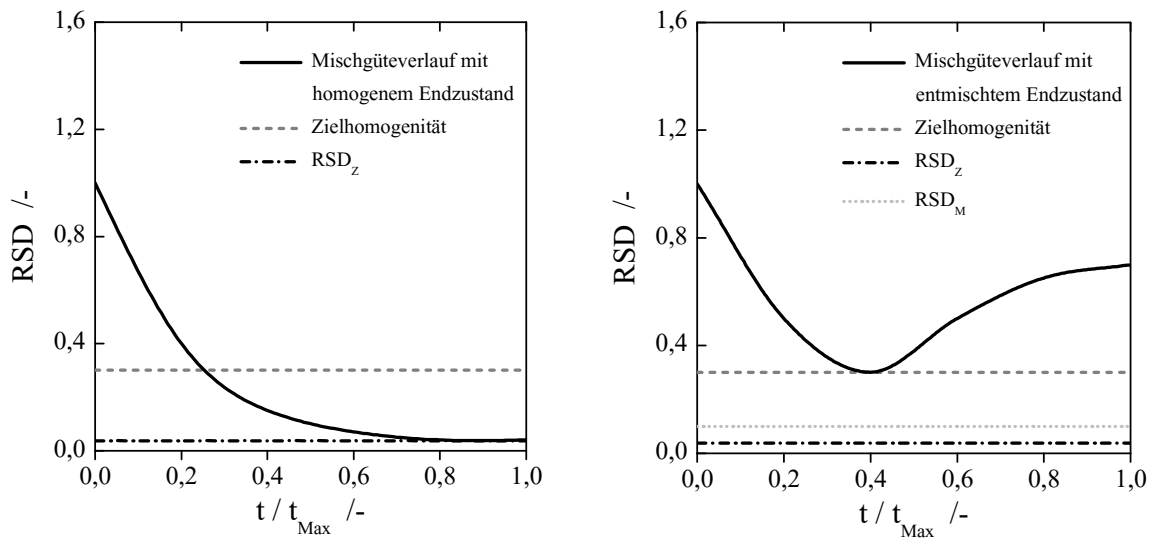 1,6
1,2
0,8
0,4
0,0
RSD /-
Mischgüteverlauf mit
homogenem Endzustand
Zielhomogenität
RSD_Z
0,0 0,2 0,4 0,6 0,8 1,0
t / t_Max /-
1,6
1,2
0,8
0,4
0,0
RSD /-
Mischgüteverlauf mit
entmischtem Endzustand
Zielhomogenität
RSD_Z
RSD_M
0,0 0,2 0,4 0,6 0,8 1,0
t / t_Max /-